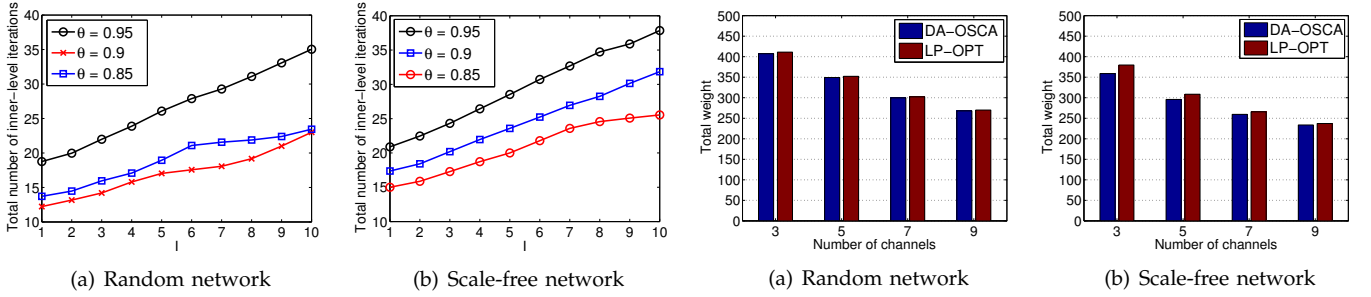 Total number of inner-level iterations
40
35
30
25
20
15
10
θ = 0.95
θ = 0.9
θ = 0.85
1 2 3 4 5 6 7 8 9 10
I
(a) Random network
Total number of inner-level iterations
40
35
30
25
20
15
10
θ = 0.95
θ = 0.9
θ = 0.85
1 2 3 4 5 6 7 8 9 10
I
(b) Scale-free network
Total weight
500
450
400
350
300
250
200
150
100
50
0
DA-OSCA
LP-OPT
3 5 7 9
Number of channels
(a) Random network
Total weight
500
450
400
350
300
250
200
150
100
50
0
DA-OSCA
LP-OPT
3 5 7 9
Number of channels
(b) Scale-free network